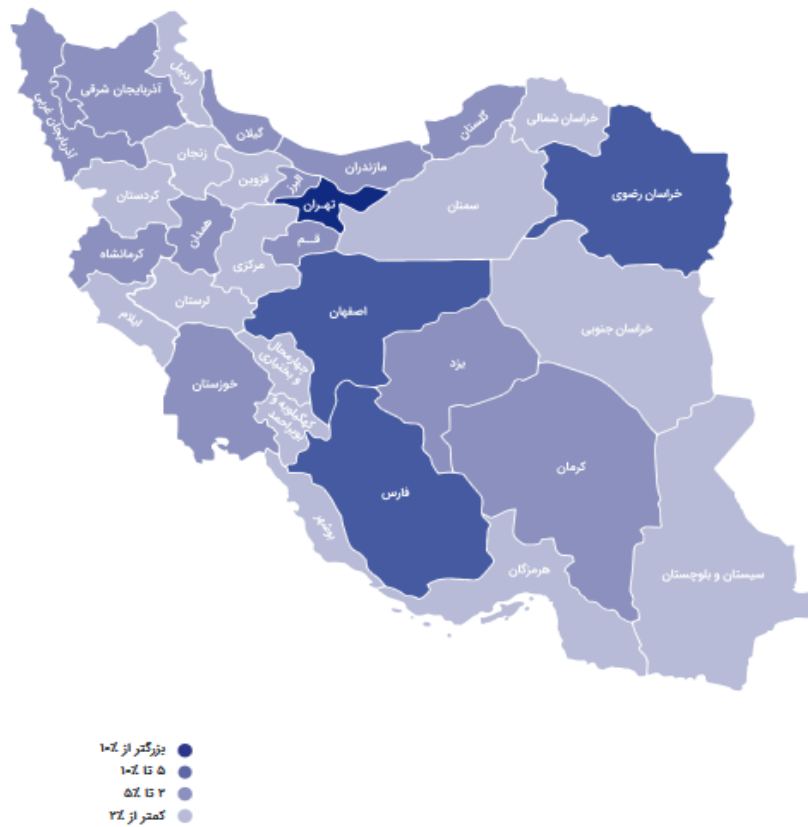 اردبیل
آذربایجان شرقی
آذربایجان غربی
گیلان
گلستان
خراسان شمالی
زنجان
مازندران
قزوین
البرز
خراسان رضوی
کردستان
تهران
سمنان
همدان
قم
کرمانشاه
مرکزی
لرستان
ایلام
اصفهان
خراسان جنوبی
چهارمحال
و بختیاری
یزد
خوزستان
کهگیلویه و
بویراحمد
کرمان
فارس
بوشهر
هرمزگان
سیستان و بلوچستان
بزرگتر از ۱۰٪
۵ تا ۱۰٪
۲ تا ۵٪
کمتر از ۲٪